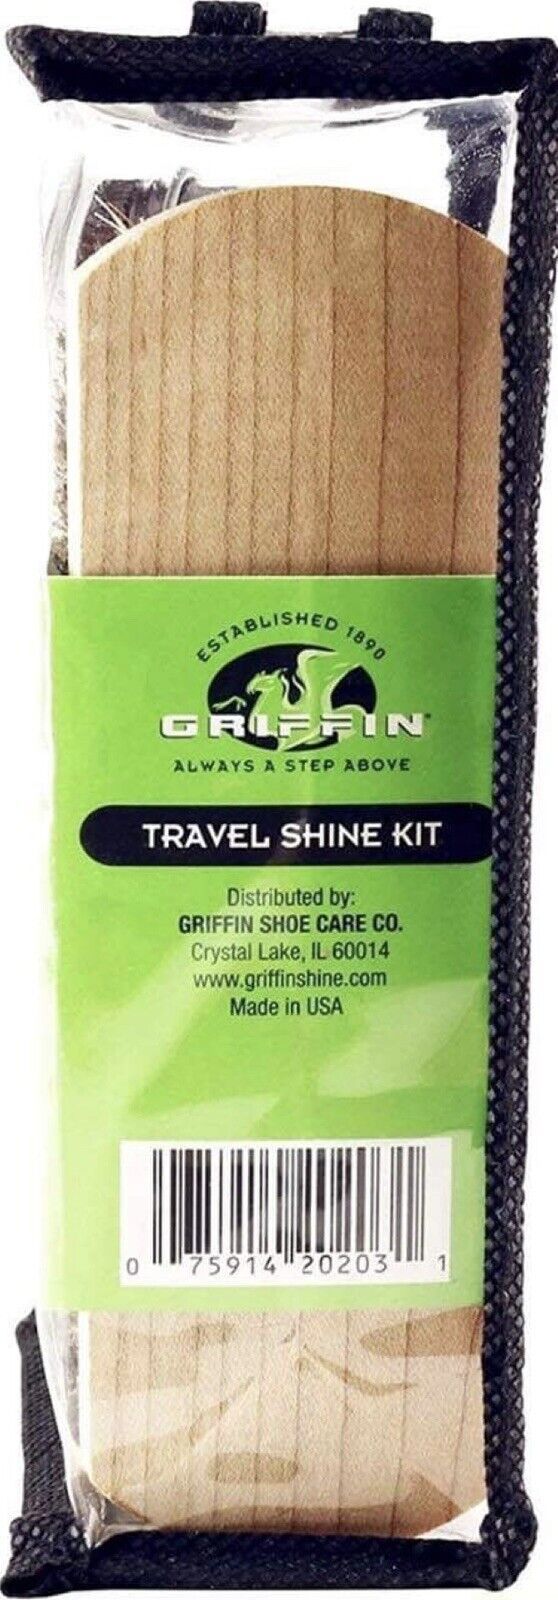 ESTABLISHED 1890
GRIFFIN
ALWAYS A STEP ABOVE
TRAVEL SHINE KIT
Distributed by:
GRIFFIN SHOE CARE CO.
Crystal Lake, IL 60014
www.griffinshine.com
Made in USA
0 75914 20203 1